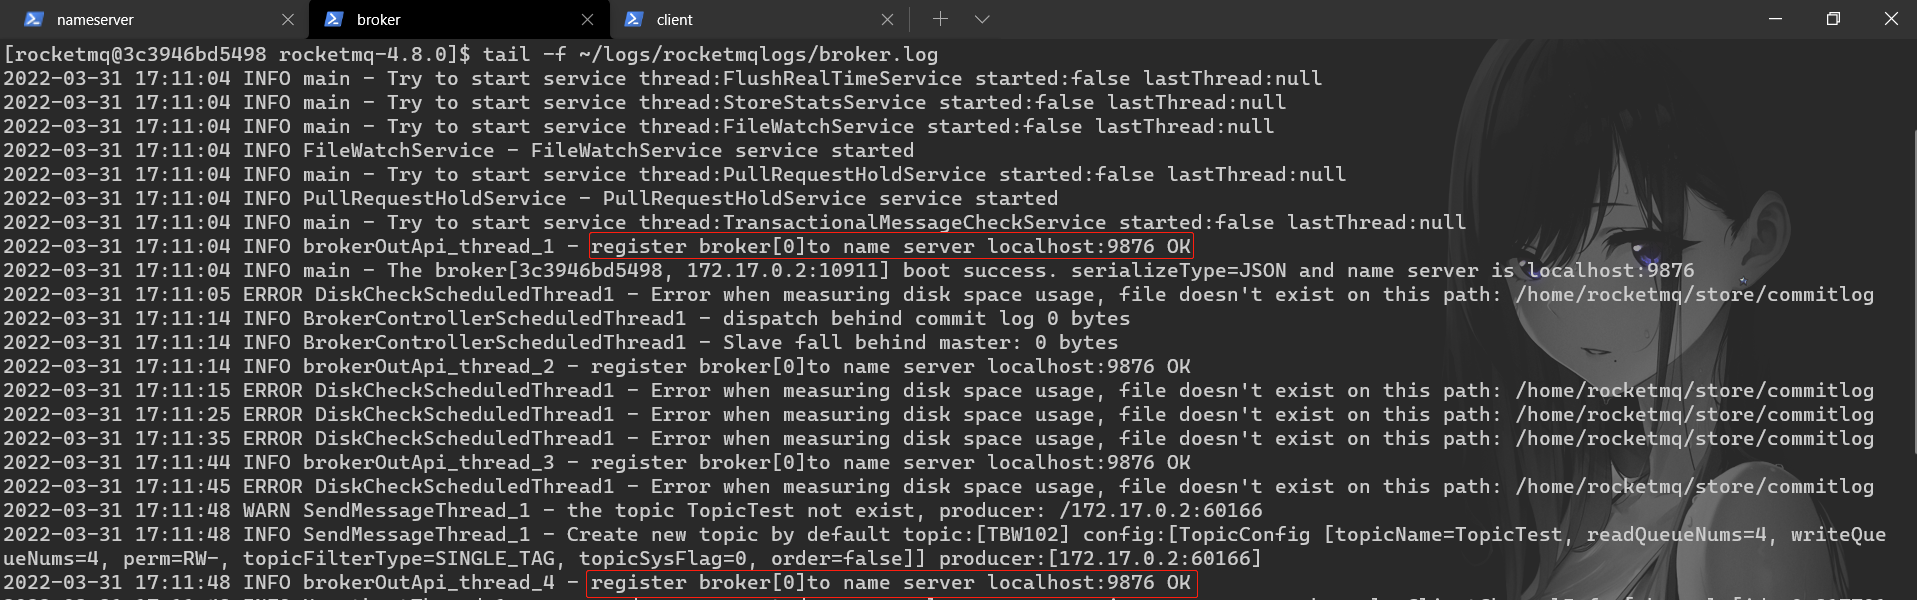 nameserver
broker
client
[rocketmq@3c3946bd5498 rocketmq-4.8.0]$ tail -f ~/logs/rocketmqlogs/broker.log
2022-03-31 17:11:04 INFO main - Try to start service thread:FlushRealTimeService started:false lastThread:null
2022-03-31 17:11:04 INFO main - Try to start service thread:StoreStatsService started:false lastThread:null
2022-03-31 17:11:04 INFO main - Try to start service thread:FileWatchService started:false lastThread:null
2022-03-31 17:11:04 INFO FileWatchService - FileWatchService service started
2022-03-31 17:11:04 INFO main - Try to start service thread:PullRequestHoldService started:false lastThread:null
2022-03-31 17:11:04 INFO PullRequestHoldService - PullRequestHoldService service started
2022-03-31 17:11:04 INFO main - Try to start service thread:TransactionalMessageCheckService started:false lastThread:null
2022-03-31 17:11:04 INFO brokerOutApi_thread_1 - register broker[0]to name server localhost:9876 OK
2022-03-31 17:11:04 INFO main - The broker[3c3946bd5498, 172.17.0.2:10911] boot success. serializeType=JSON and name server is localhost:9876
2022-03-31 17:11:05 ERROR DiskCheckScheduledThread1 - Error when measuring disk space usage, file doesn't exist on this path: /home/rocketmq/store/commitlog
2022-03-31 17:11:14 INFO BrokerControllerScheduledThread1 - dispatch behind commit log 0 bytes
2022-03-31 17:11:14 INFO BrokerControllerScheduledThread1 - Slave fall behind master: 0 bytes
2022-03-31 17:11:14 INFO brokerOutApi_thread_2 - register broker[0]to name server localhost:9876 OK
2022-03-31 17:11:15 ERROR DiskCheckScheduledThread1 - Error when measuring disk space usage, file doesn't exist on this path: /home/rocketmq/store/commitlog
2022-03-31 17:11:25 ERROR DiskCheckScheduledThread1 - Error when measuring disk space usage, file doesn't exist on this path: /home/rocketmq/store/commitlog
2022-03-31 17:11:35 ERROR DiskCheckScheduledThread1 - Error when measuring disk space usage, file doesn't exist on this path: /home/rocketmq/store/commitlog
2022-03-31 17:11:44 INFO brokerOutApi_thread_3 - register broker[0]to name server localhost:9876 OK
2022-03-31 17:11:45 ERROR DiskCheckScheduledThread1 - Error when measuring disk space usage, file doesn't exist on this path: /home/rocketmq/store/commitlog
2022-03-31 17:11:48 WARN SendMessageThread_1 - the topic TopicTest not exist, producer: /172.17.0.2:60166
2022-03-31 17:11:48 INFO SendMessageThread_1 - Create new topic by default topic:[TBW102] config:[TopicConfig [topicName=TopicTest, readQueueNums=4, writeQue
ueNums=4, perm=RW-, topicFilterType=SINGLE_TAG, topicSysFlag=0, order=false]] producer:[172.17.0.2:60166]
2022-03-31 17:11:48 INFO brokerOutApi_thread_4 - register broker[0]to name server localhost:9876 OK